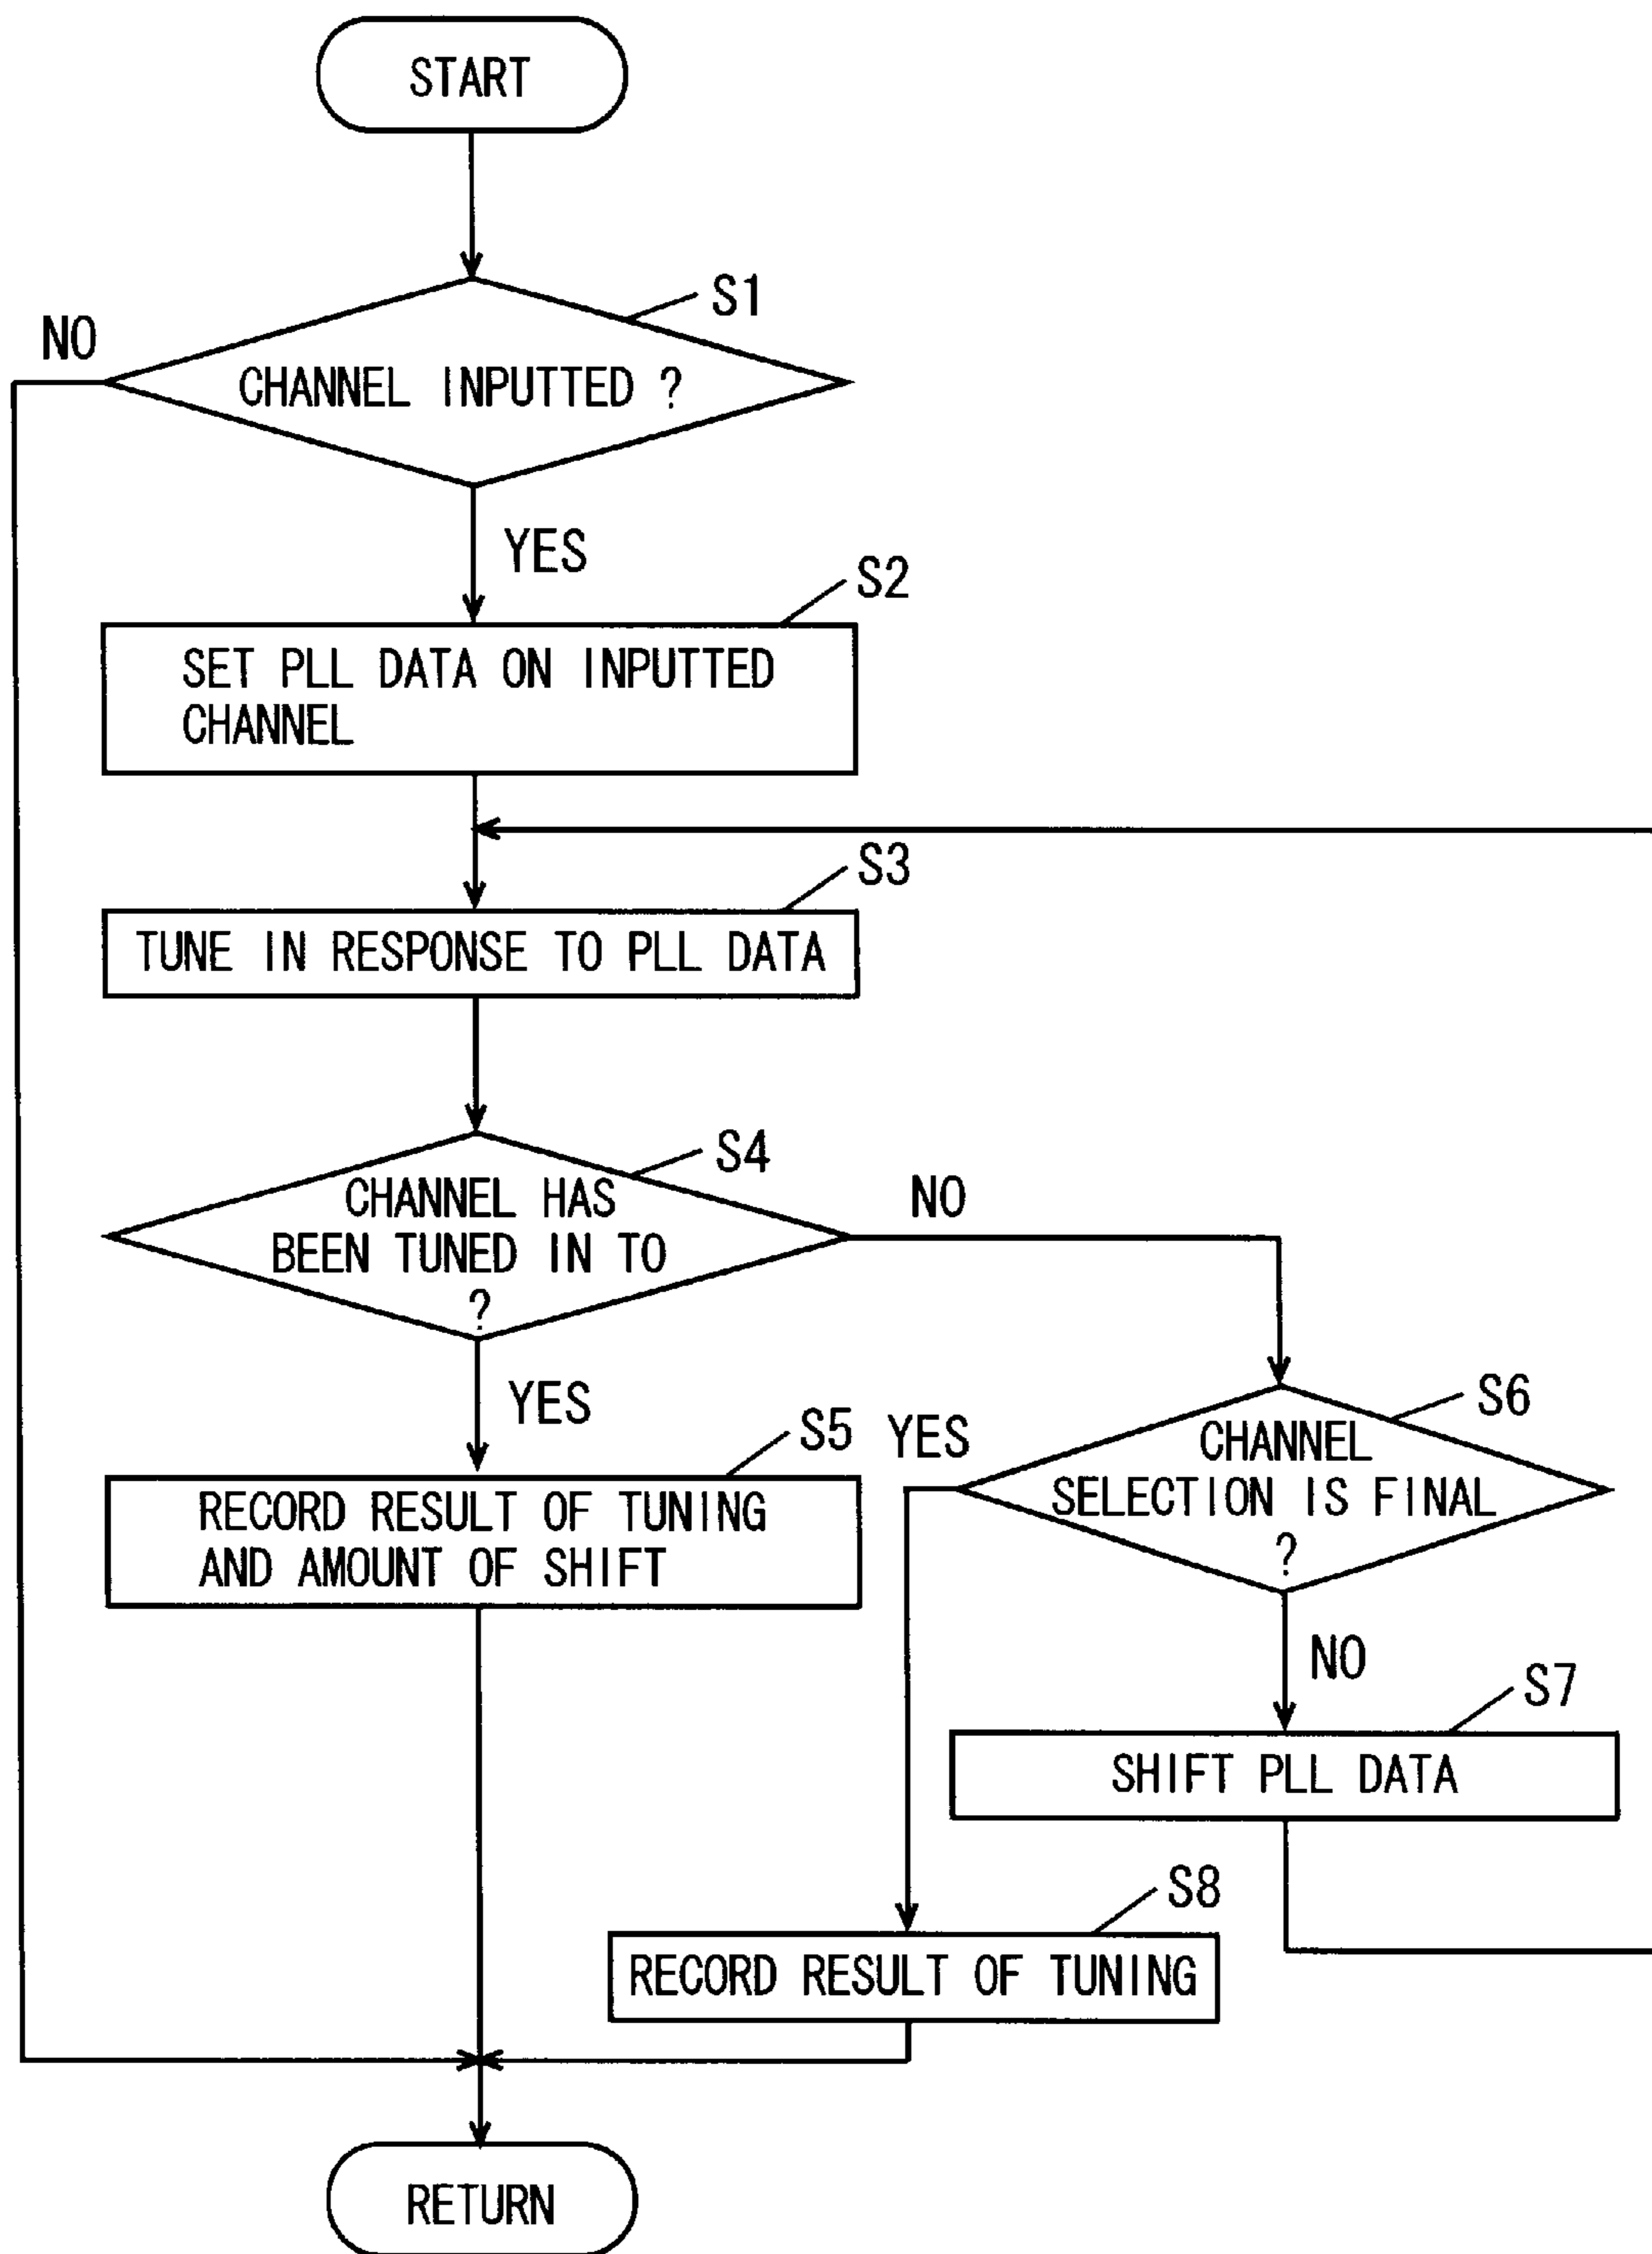 START
S1
NO
CHANNEL INPUTTED ?
YES
S2
SET PLL DATA ON INPUTTED
CHANNEL
S3
TUNE IN RESPONSE TO PLL DATA
S4
CHANNEL HAS
BEEN TUNED IN TO
?
NO
YES
S5
RECORD RESULT OF TUNING
AND AMOUNT OF SHIFT
S6
YES
CHANNEL
SELECTION IS FINAL
?
NO
S7
SHIFT PLL DATA
S8
RECORD RESULT OF TUNING
RETURN